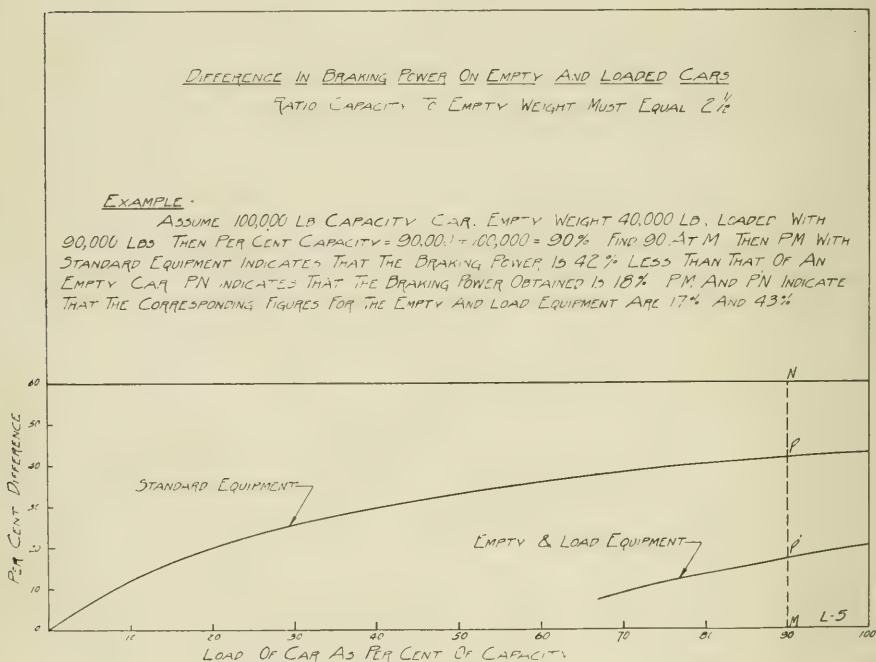 DIFFERENCE IN BRAKING POWER ON EMPTY AND LOADED CARS
RATIO CAPACITY TO EMPTY WEIGHT MUST EQUAL 2 1/2
EXAMPLE.
ASSUME 100,000 LB CAPACITY CAR. EMPTY WEIGHT 40,000 LB. LOADED WITH
90,000 LBS THEN PER CENT CAPACITY = 90,000 ÷ 100,000 = 90% FIND 90 AT M THEN PM WITH
STANDARD EQUIPMENT INDICATES THAT THE BRAKING POWER IS 42% LESS THAN THAT OF AN
EMPTY CAR PN INDICATES THAT THE BRAKING POWER OBTAINED IS 18% PM AND P'N INDICATE
THAT THE CORRESPONDING FIGURES FOR THE EMPTY AND LOAD EQUIPMENT ARE 17% AND 43%
60
N
50
P
40
STANDARD EQUIPMENT
30
EMPTY & LOAD EQUIPMENT
P'
20
10
0
M
L-5
PER CENT DIFFERENCE
10 20 30 40 50 60 70 80 90 100
LOAD OF CAR AS PER CENT OF CAPACITY